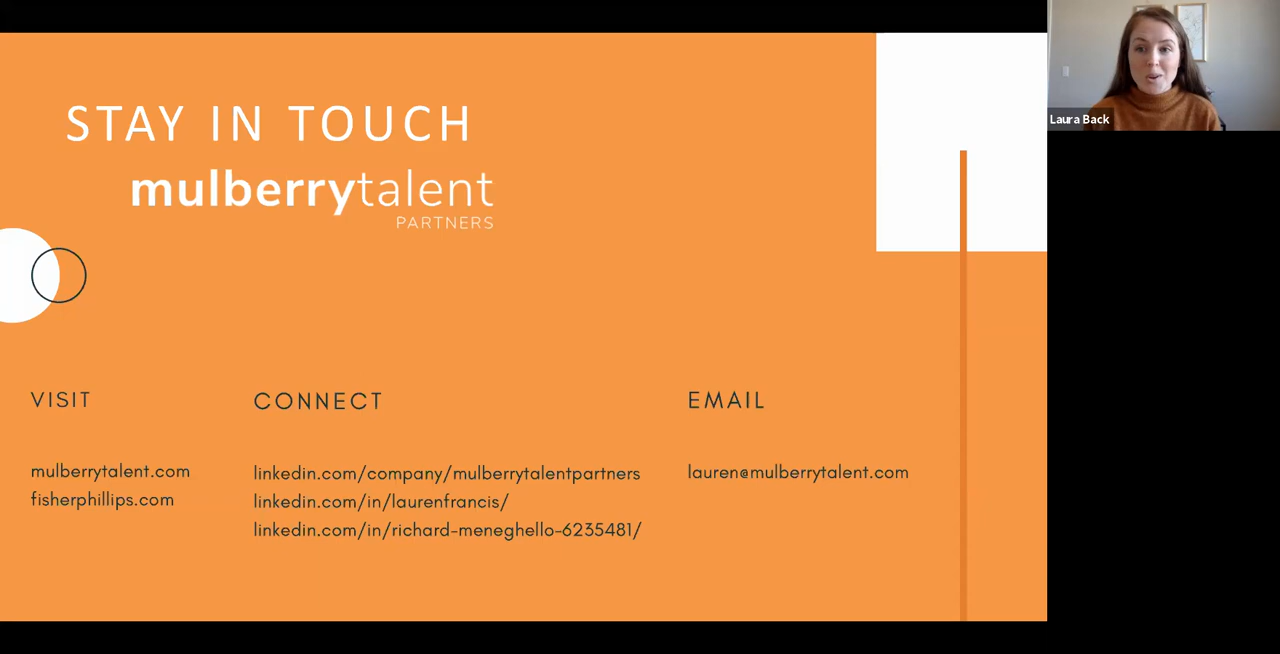 STAY IN TOUCH
mulberrytalent
PARTNERS
Laura Back
VISIT
mulberrytalent.com
fisherphillips.com
CONNECT
linkedin.com/company/mulberrytalentpartners
linkedin.com/in/laurenfrancis/
linkedin.com/in/richard-meneghello-6235481/
EMAIL
lauren@mulberrytalent.com